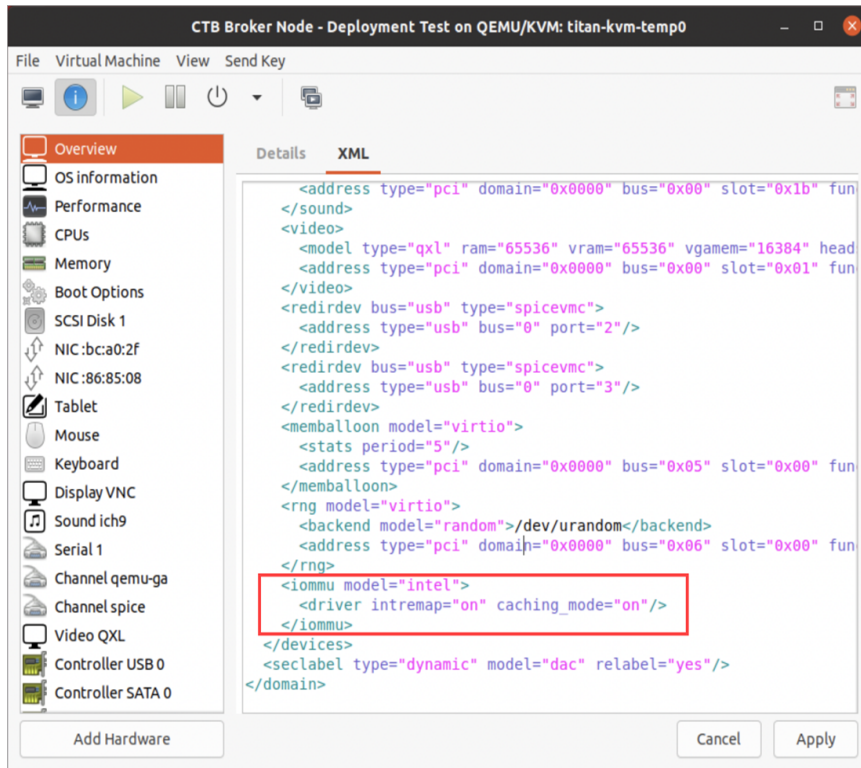 CTB Broker Node - Deployment Test on QEMU/KVM: titan-kvm-temp0
File Virtual Machine View Send Key
Overview
OS information
Performance
CPUs
Memory
Boot Options
SCSI Disk 1
NIC :bc:a0:2f
NIC :86:85:08
Tablet
Mouse
Keyboard
Display VNC
Sound ich9
Serial 1
Channel qemu-ga
Channel spice
Video QXL
Controller USB 0
Controller SATA 0
Add Hardware
Details XML
<address type="pci" domain="0x0000" bus="0x00" slot="0x1b" fun
</sound>
<video>
<model type="qxl" ram="65536" vram="65536" vgamem="16384" head
<address type="pci" domain="0x0000" bus="0x00" slot="0x01" fun
</video>
<redirdev bus="usb" type="spicevmc">
<address type="usb" bus="0" port="2"/>
</redirdev>
<redirdev bus="usb" type="spicevmc">
<address type="usb" bus="0" port="3"/>
</redirdev>
<memballoon model="virtio">
<stats period="5"/>
<address type="pci" domain="0x0000" bus="0x05" slot="0x00" fun
</memballoon>
<rng model="virtio">
<backend model="random">/dev/urandom</backend>
<address type="pci" domain="0x0000" bus="0x06" slot="0x00" fun
</rng>
<iommu model="intel">
<driver intremap="on" caching_mode="on"/>
</iommu>
</devices>
<seclabel type="dynamic" model="dac" relabel="yes"/>
</domain>
Cancel Apply